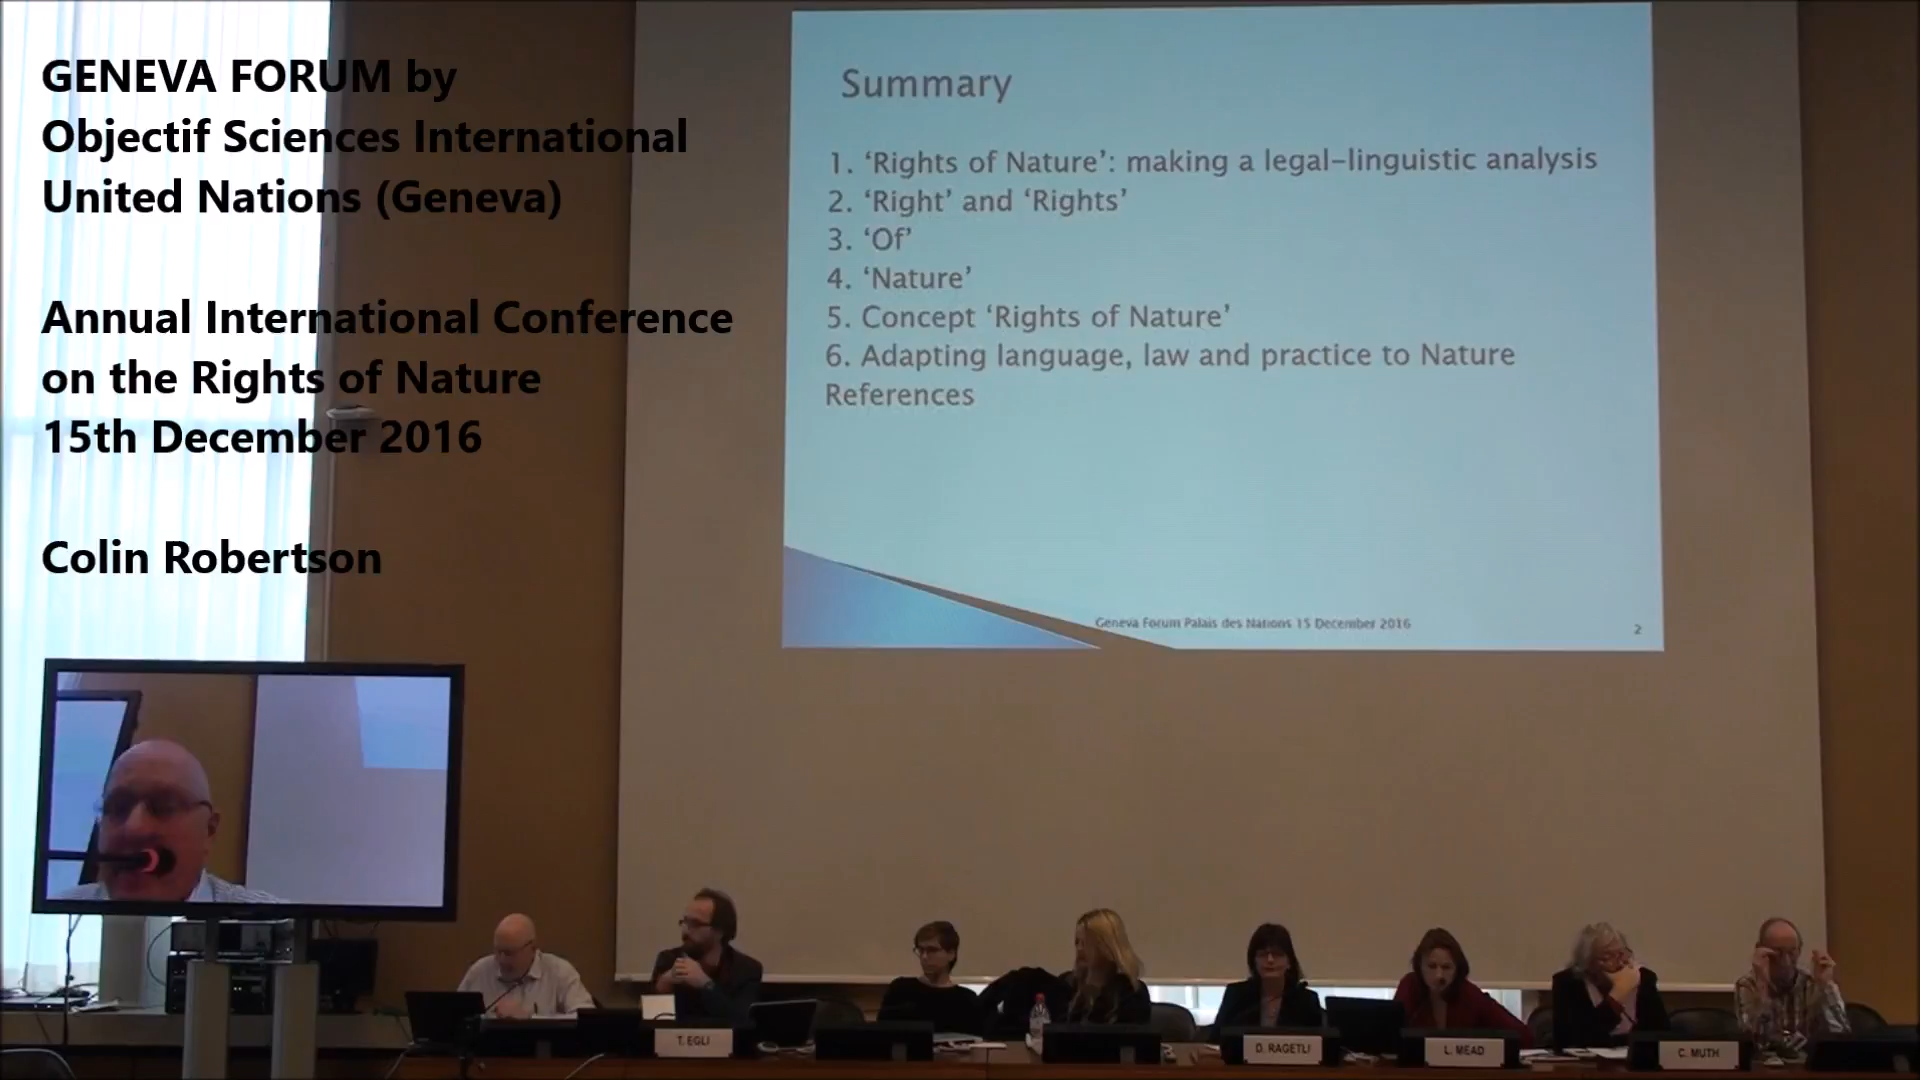 GENEVA FORUM by
Objectif Sciences International
United Nations (Geneva)
Annual International Conference
on the Rights of Nature
15th December 2016
Colin Robertson
Summary
1. ‘Rights of Nature’: making a legal-linguistic analysis
2. ‘Right’ and ‘Rights’
3. ‘Of’
4. ‘Nature’
5. Concept ‘Rights of Nature’
6. Adapting language, law and practice to Nature
References
Geneva Forum Palais des Nations 15 December 2016
2
T. EGLI
D. RAGETLI
L. MEAD
C. MUTH